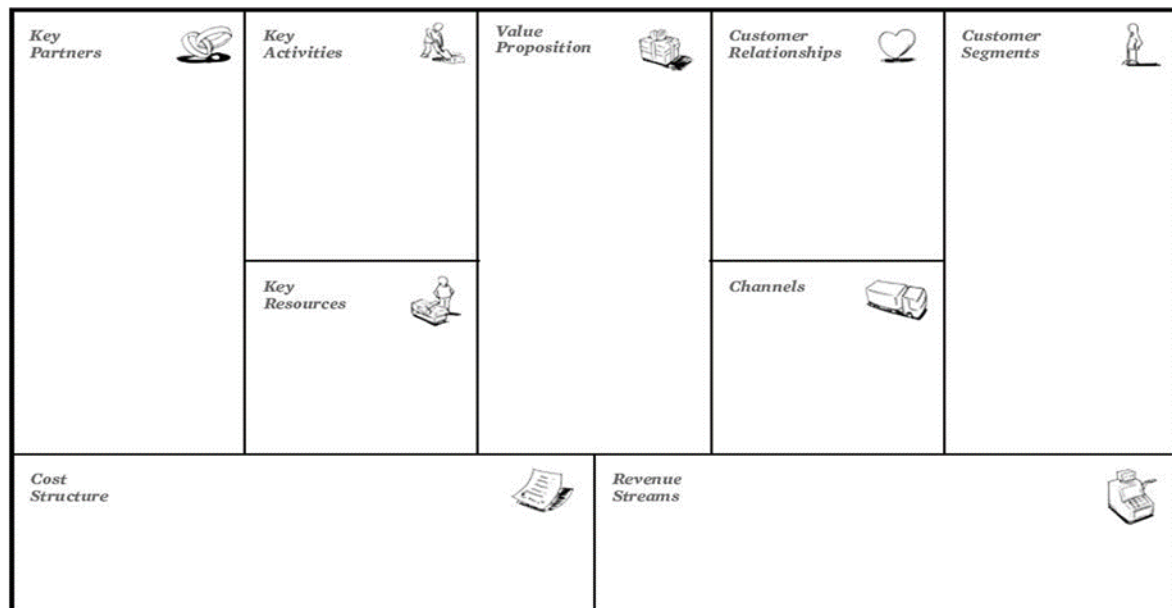 Key
Partners
Key
Activities
Value
Proposition
Customer
Relationships
Customer
Segments
Key
Resources
Channels
Cost
Structure
Revenue
Streams